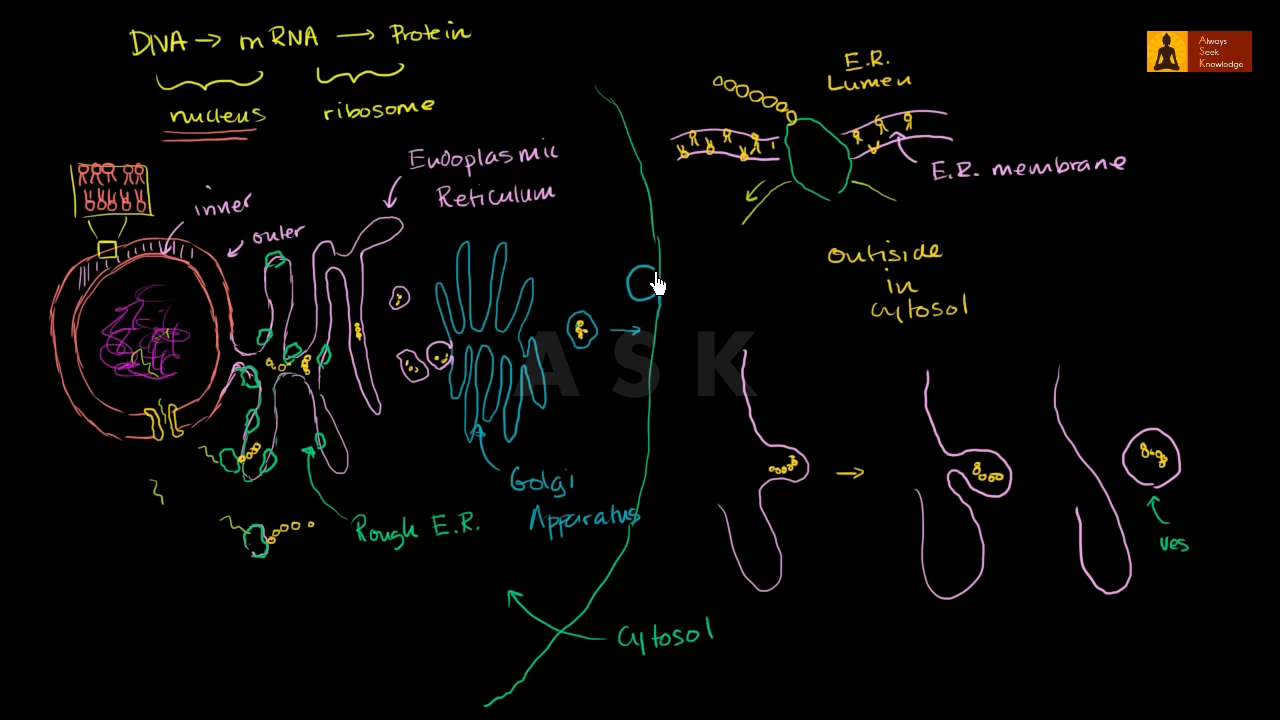 DNA → mRNA → Protein
nucleus
ribosome
Always
Seek
Knowledge
E.R.
Lumen
E.R. membrane
Endoplasmic
Reticulum
inner
outer
Outiside
in
cytosol
A S K
Golgi
Apparatus
Rough E.R.
ves
cytosol